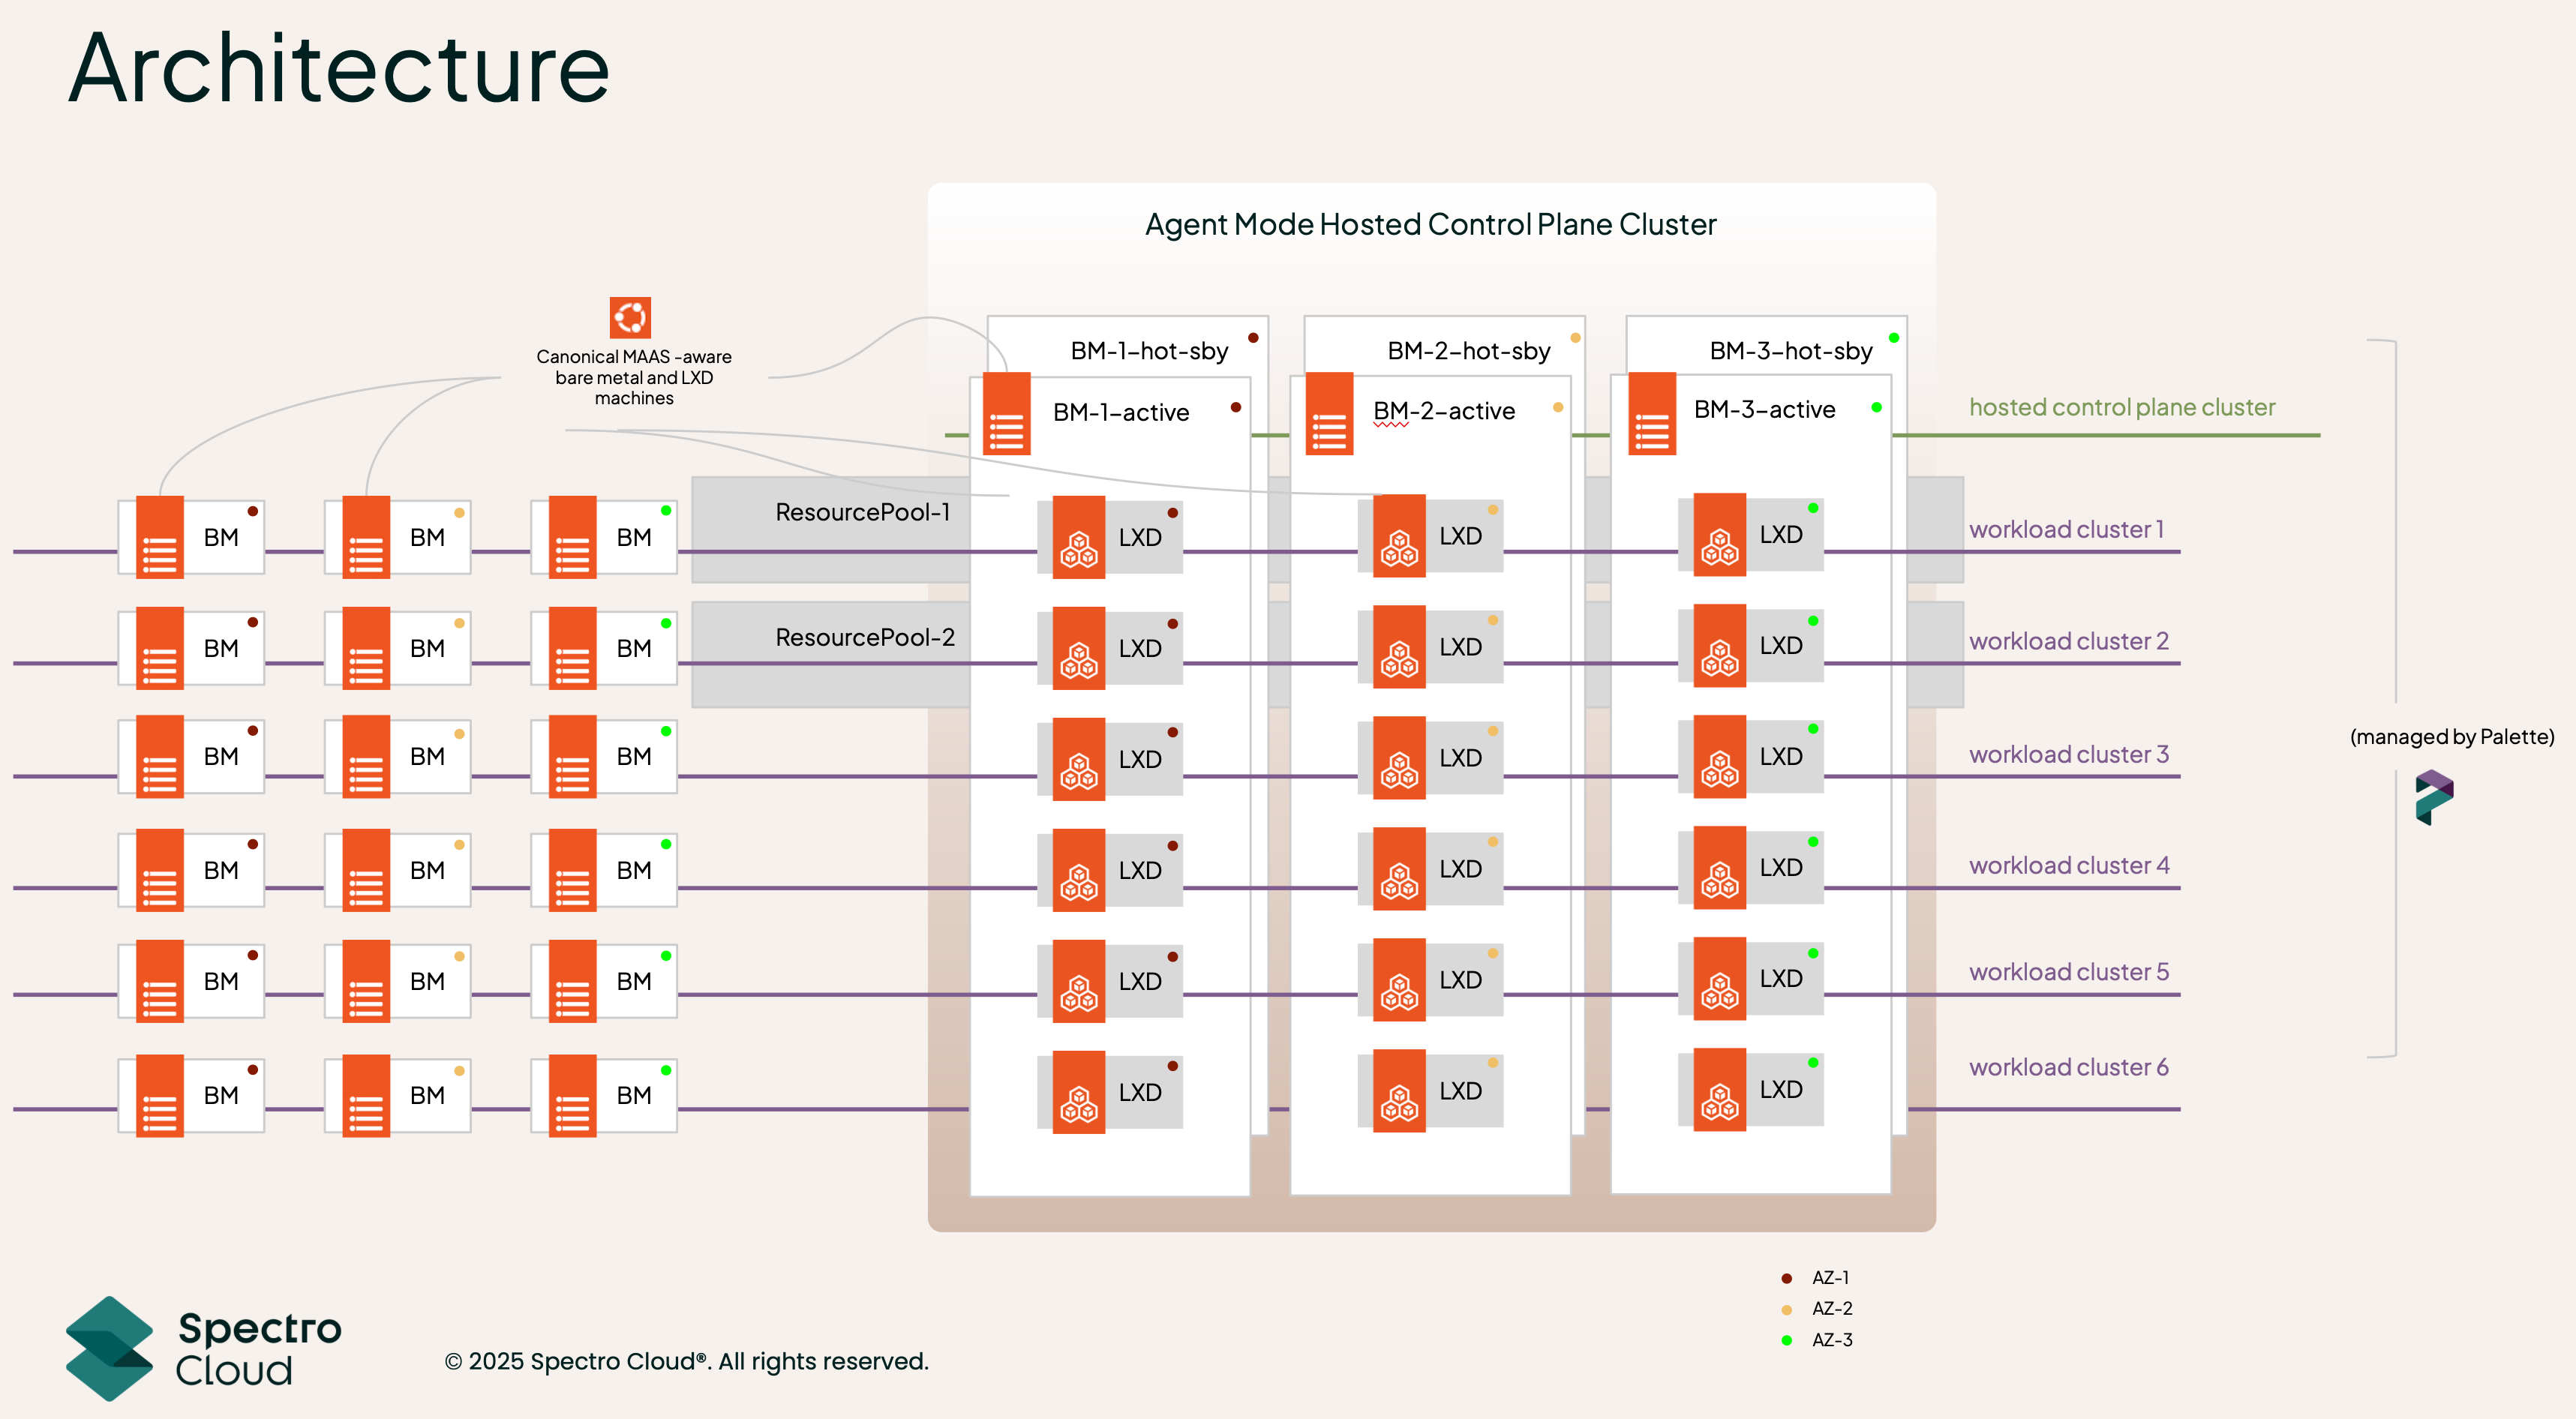 Architecture
Agent Mode Hosted Control Plane Cluster
Canonical MAAS -aware
bare metal and LXD
machines
BM-1-hot-sby
BM-2-hot-sby
BM-3-hot-sby
BM-1-active
BM-2-active
BM-3-active
hosted control plane cluster
BM
BM
BM
ResourcePool-1
LXD
LXD
LXD
workload cluster 1
BM
BM
BM
ResourcePool-2
LXD
LXD
LXD
workload cluster 2
BM
BM
BM
LXD
LXD
LXD
workload cluster 3
(managed by Palette)
BM
BM
BM
LXD
LXD
LXD
workload cluster 4
BM
BM
BM
LXD
LXD
LXD
workload cluster 5
BM
BM
BM
LXD
LXD
LXD
workload cluster 6
AZ-1
AZ-2
AZ-3
Spectro
Cloud
© 2025 Spectro Cloud®. All rights reserved.